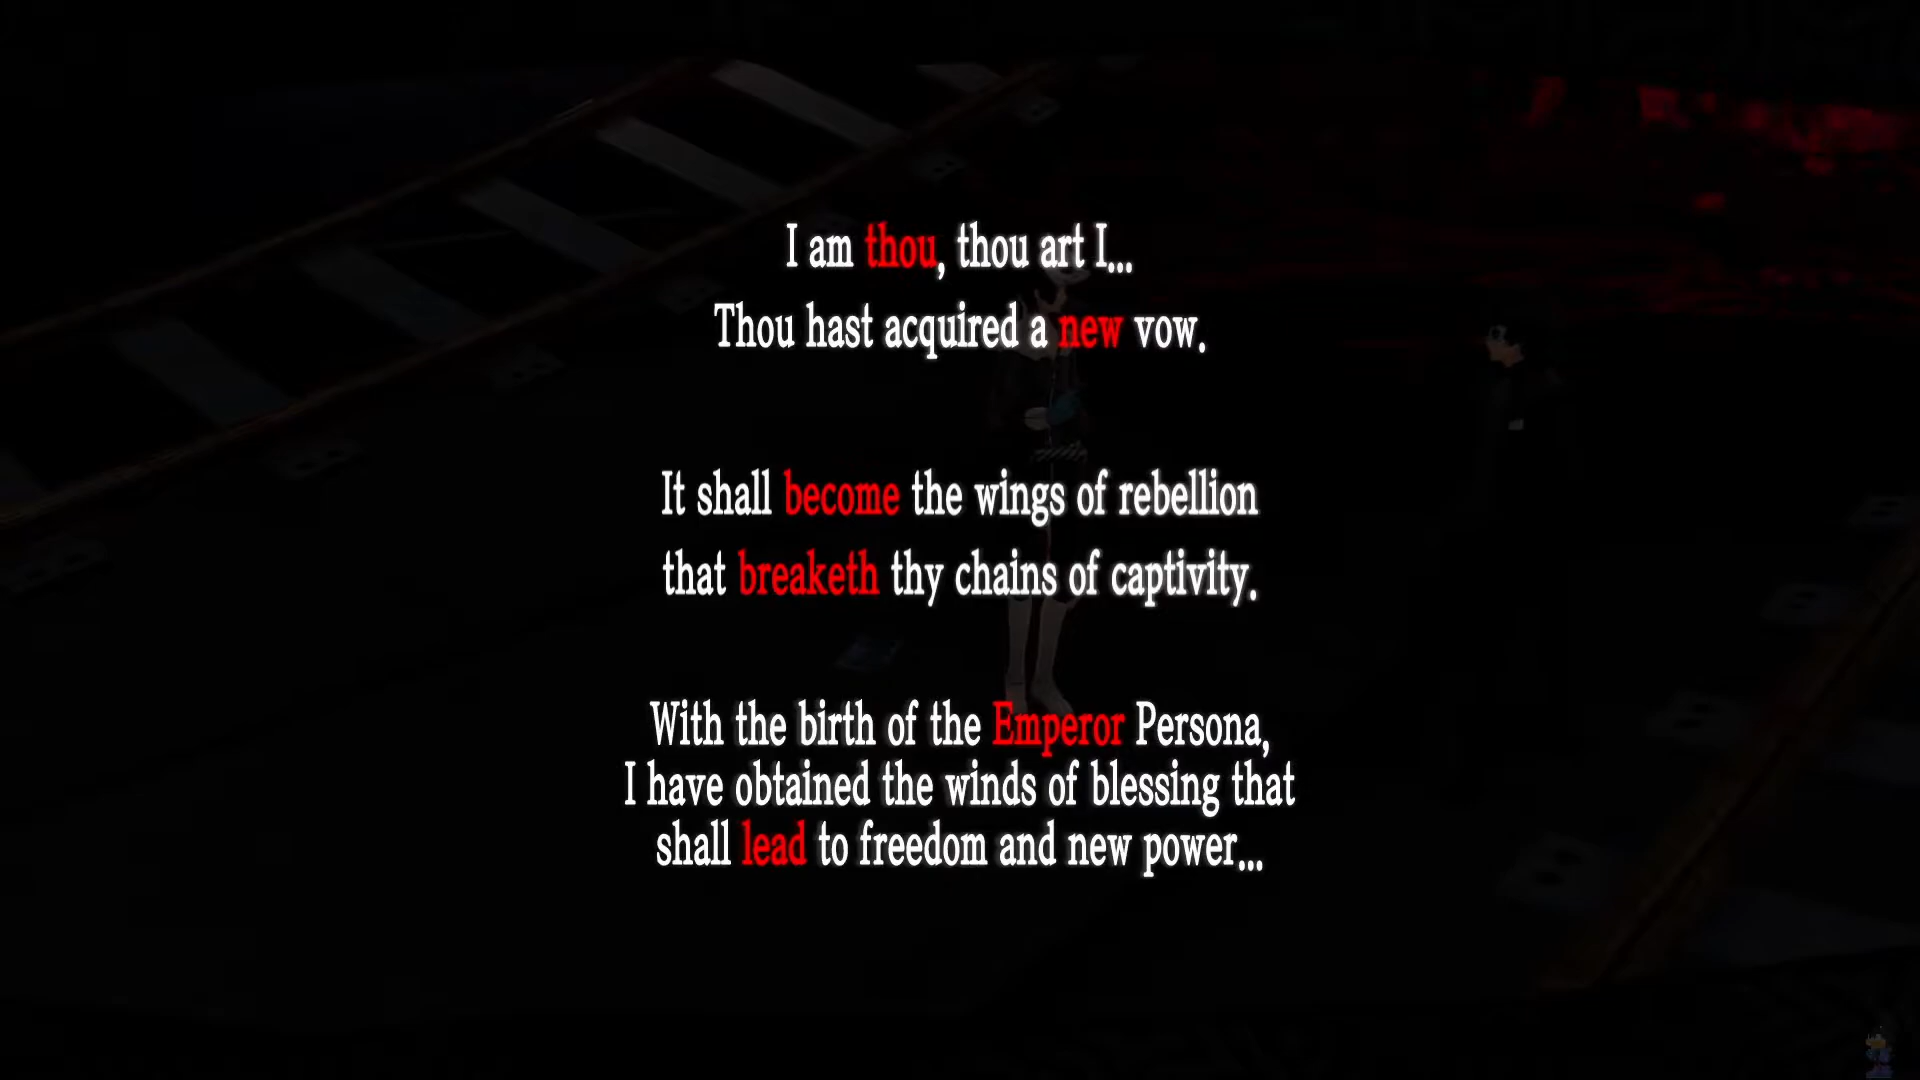 I am thou, thou art I...
Thou hast acquired a new vow.
It shall become the wings of rebellion
that breaketh thy chains of captivity.
With the birth of the Emperor Persona,
I have obtained the winds of blessing that
shall lead to freedom and new power...